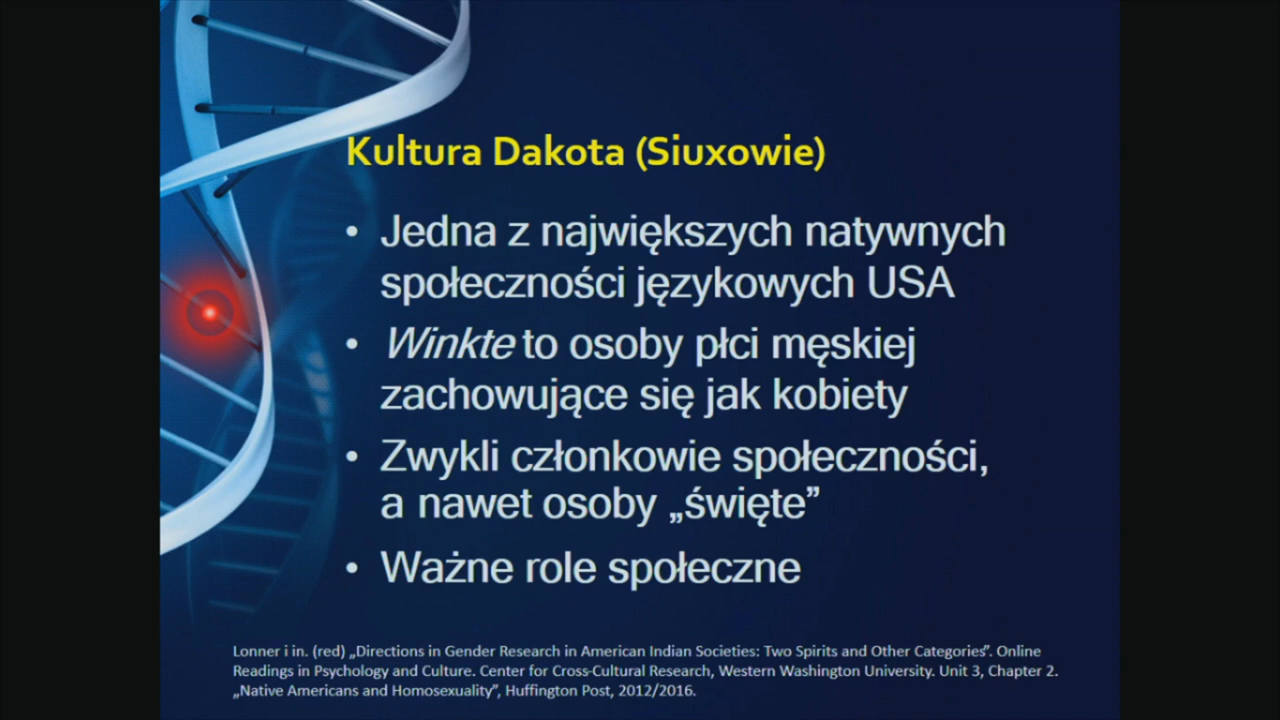 Kultura Dakota (Siuxowie)
• Jedna z największych natywnych
społeczności językowych USA
• Winkte to osoby płci męskiej
zachowujące się jak kobiety
• Zwykli członkowie społeczności,
a nawet osoby „święte”
• Ważne role społeczne
Lonner i in. (red) „Directions in Gender Research in American Indian Societies: Two Spirits and Other Categories”. Online
Readings in Psychology and Culture. Center for Cross-Cultural Research, Western Washington University. Unit 3, Chapter 2.
„Native Americans and Homosexuality”, Huffington Post, 2012/2016.